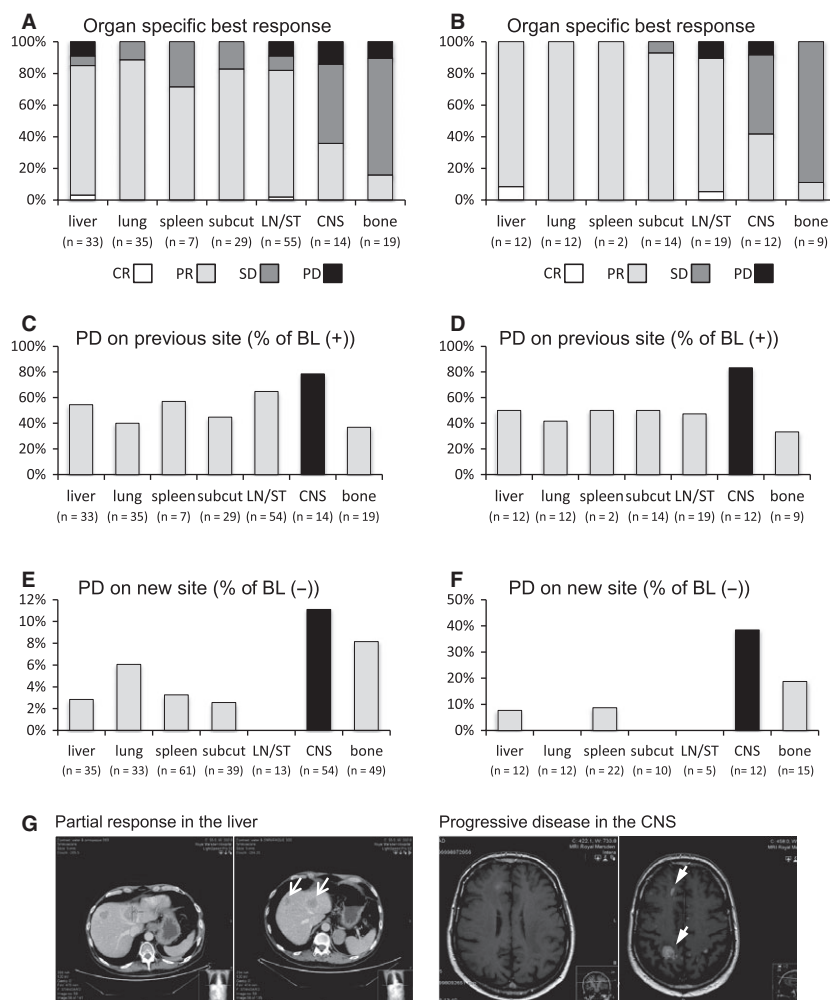 A
Organ specific best response
100%
80%
60%
40%
20%
0%
liver lung spleen subcut LN/ST CNS bone
(n = 33) (n = 35) (n = 7) (n = 29) (n = 55) (n = 14) (n = 19)
CR PR SD PD
B
Organ specific best response
100%
80%
60%
40%
20%
0%
liver lung spleen subcut LN/ST CNS bone
(n = 12) (n = 12) (n = 2) (n = 14) (n = 19) (n = 12) (n = 9)
CR PR SD PD
C
PD on previous site (% of BL (+))
100%
80%
60%
40%
20%
0%
liver lung spleen subcut LN/ST CNS bone
(n = 33) (n = 35) (n = 7) (n = 29) (n = 54) (n = 14) (n = 19)
D
PD on previous site (% of BL (+))
100%
80%
60%
40%
20%
0%
liver lung spleen subcut LN/ST CNS bone
(n = 12) (n = 12) (n = 2) (n = 14) (n = 19) (n = 12) (n = 9)
E
PD on new site (% of BL (−))
12%
10%
8%
6%
4%
2%
0%
liver lung spleen subcut LN/ST CNS bone
(n = 35) (n = 33) (n = 61) (n = 39) (n = 13) (n = 54) (n = 49)
F
PD on new site (% of BL (−))
50%
40%
30%
20%
10%
0%
liver lung spleen subcut LN/ST CNS bone
(n = 12) (n = 12) (n = 22) (n = 10) (n = 5) (n = 12) (n = 15)
G
Partial response in the liver
Progressive disease in the CNS